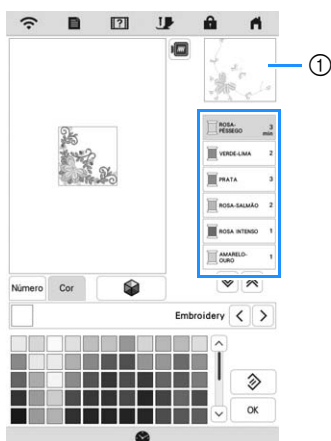 ①
ROSA-
PÊSSEGO 3
min
VERDE-LIMA 2
PRATA 3
ROSA-SALMÃO 2
ROSA INTENSO 1
AMARELO-
OURO 1
Número Cor
Embroidery
OK